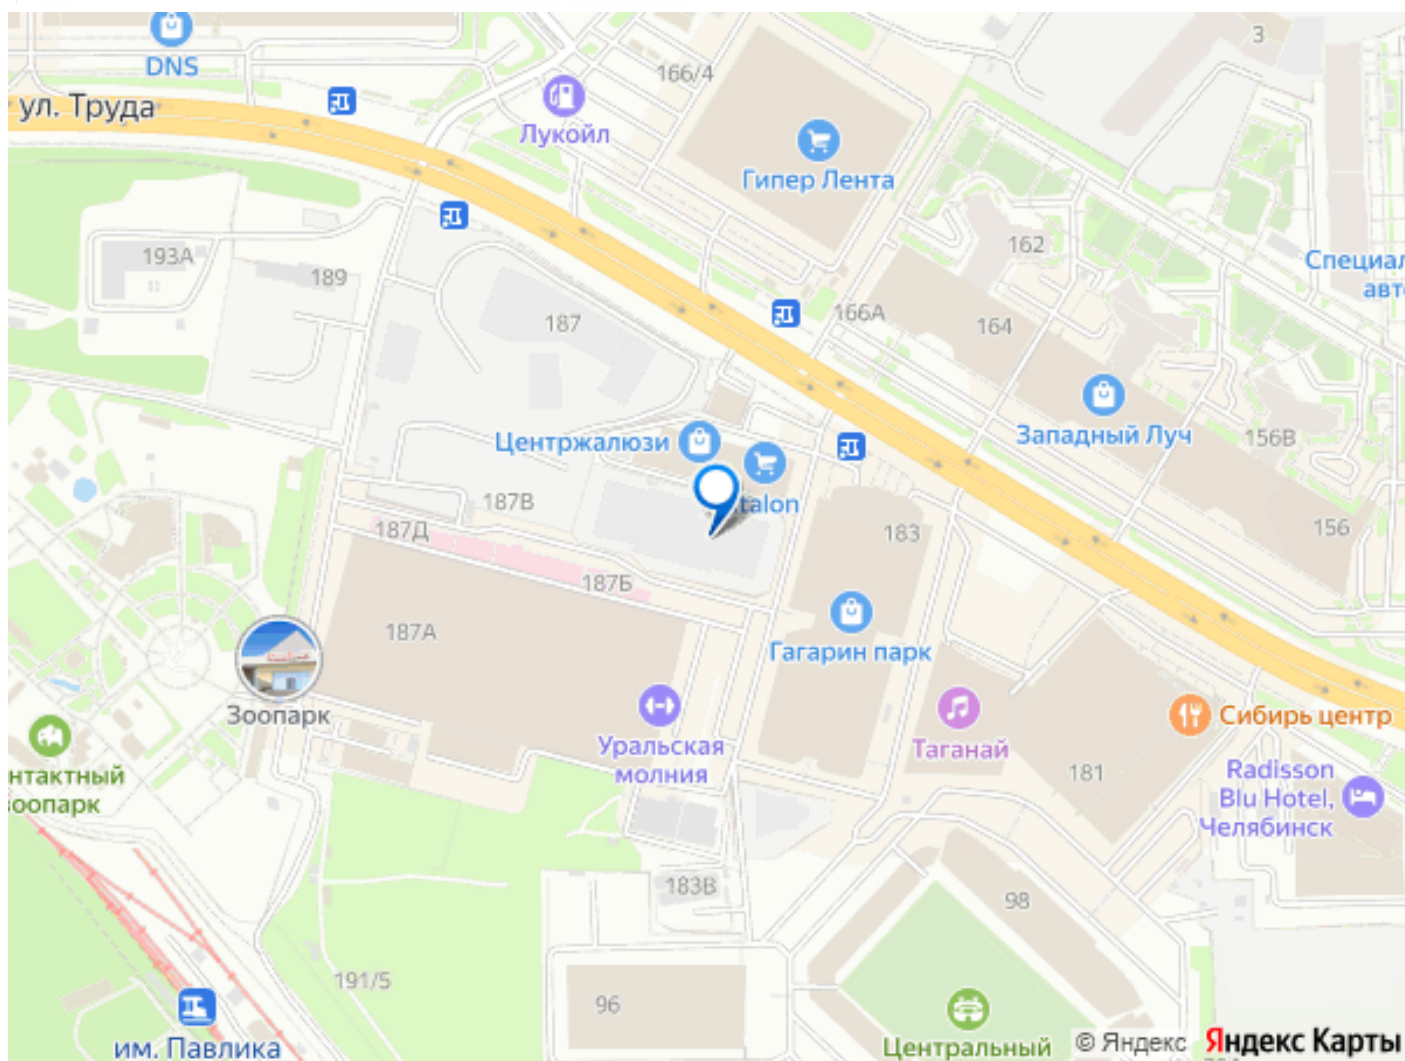 DNS
ул. Труда
166/4
3
Лукойл
Гипер Лента
193А
189
162
Специал
авто
187
166А
164
Центржалюзи
Западный Луч
156В
187В
talon
187Д
183
156
187Б
187А
Гагарин парк
Зоопарк
Уральская
молния
Таганай
Сибирь центр
нтактный
зоопарк
181
Radisson
Blu Hotel,
Челябинск
183В
98
191/5
96
им. Павлика
Центральный
© Яндекс
Яндекс Карты